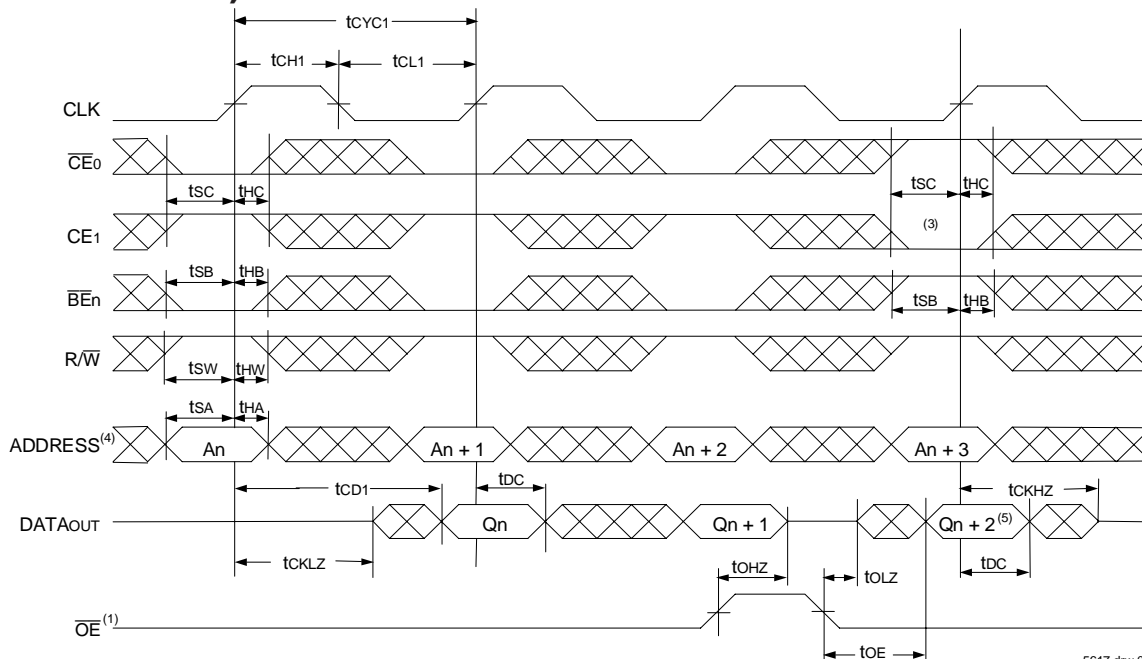 tCYC1
tCH1 tCL1
CLK
CE0
tSC tHC tSC tHC
CE1 (3)
tSB tHB
BEn
tSB tHB
R/W
tSW tHW
tSA tHA
ADDRESS(4) An An + 1 An + 2 An + 3
tCD1 tDC tCKHZ
DATAOUT Qn Qn + 1 Qn + 2(5)
tCKLZ tOHZ tOLZ tDC
OE(1)
tOE